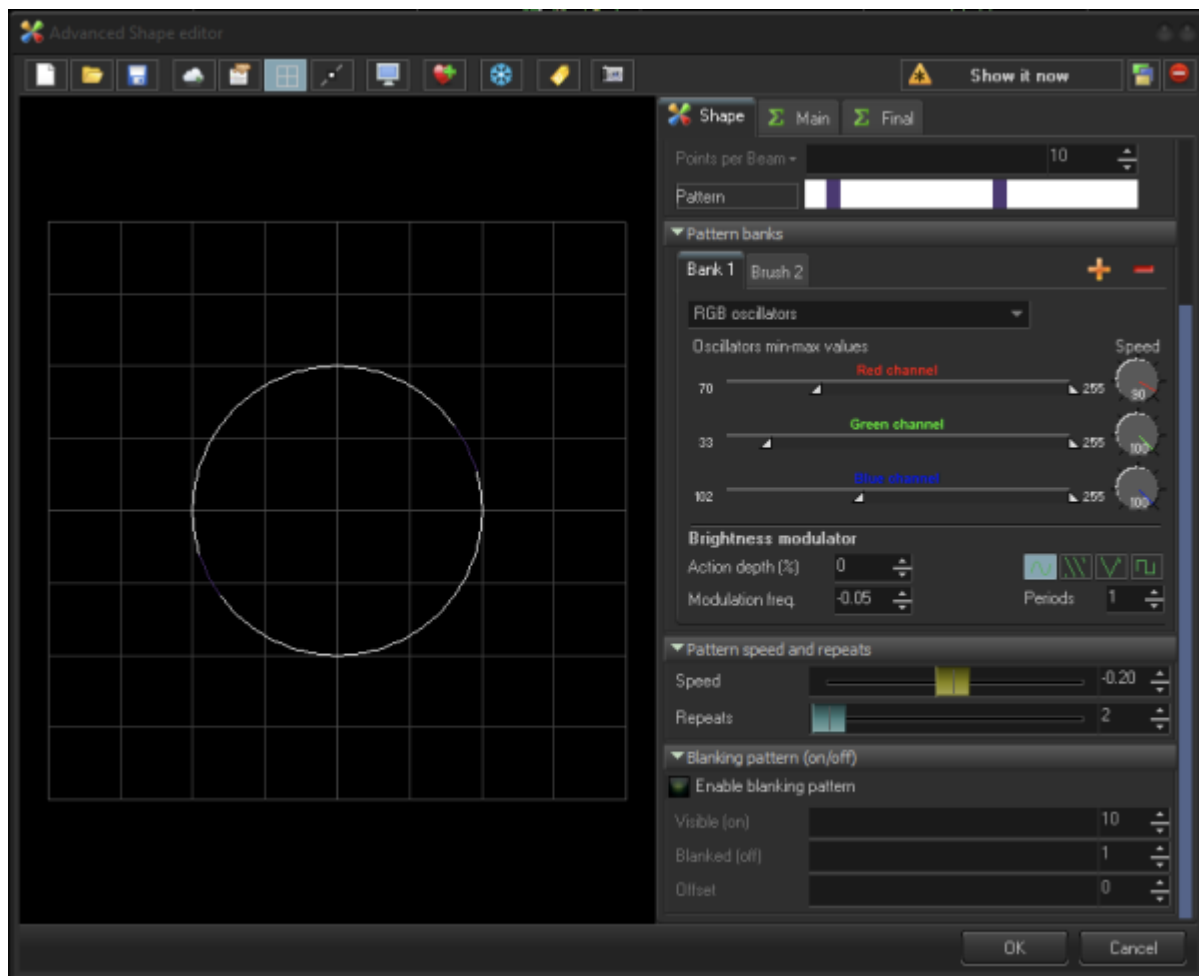 Advanced Shape editor
Show it now
Shape Σ Main Σ Final
Points per Beam 10
Pattern
Pattern banks
Bank 1 Brush 2
RGB oscillators
Oscillators min-max values Speed
Red channel
70 255 90
Green channel
33 255 100
Blue channel
102 255 100
Brightness modulator
Action depth (%) 0
Modulation freq. -0.05 Periods 1
Pattern speed and repeats
Speed -0.20
Repeats 2
Blanking pattern (on/off)
Enable blanking pattern
Visible (on) 10
Blanked (off) 1
Offset 0
OK Cancel